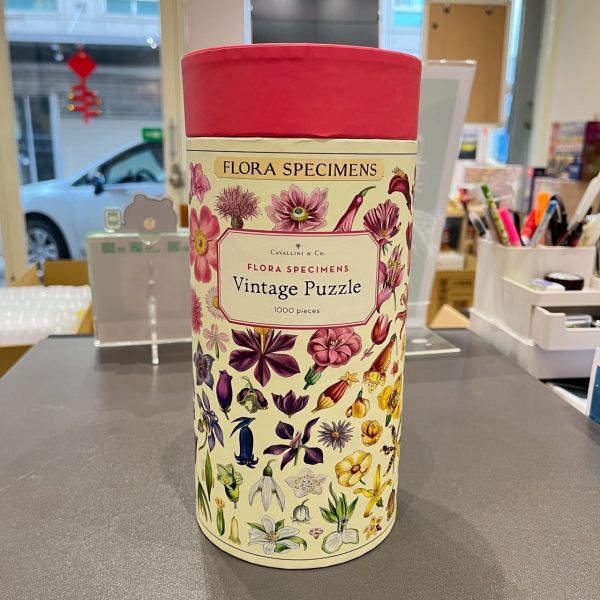 FLORA SPECIMENS
CAVALLINI & Co.
FLORA SPECIMENS
Vintage Puzzle
1000 pieces